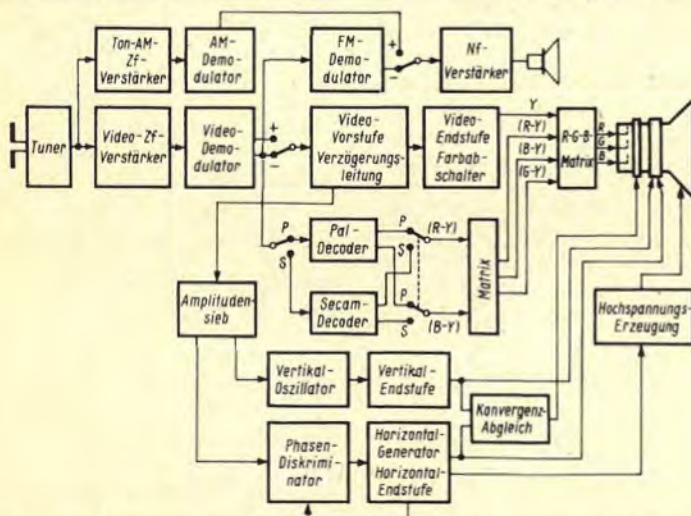 Ton-AM-
Zf-
Verstärker
AM-
Demo-
dulator
FM-
Demo-
dulator
+
-
Nf-
Verstärker
Tuner
Video-Zf-
Verstärker
Video-
Demo-
dulator
+
-
Video-
Vorstufe
Verzögerungs-
leitung
Video-
Endstufe
Farbab-
schalter
Y
(R-Y)
(B-Y)
(G-Y)
R-G-B-
Matrix
R
G
B
P
S
Pal-
Decoder
Secam-
Decoder
P
S
P
S
(R-Y)
(B-Y)
Matrix
Amplituden-
sieb
Hochspannungs-
Erzeugung
Vertikal-
Oszillator
Vertikal-
Endstufe
Konvergenz-
Abgleich
Phasen-
Diskrimi-
nator
Horizontal-
Generator
Horizontal-
Endstufe